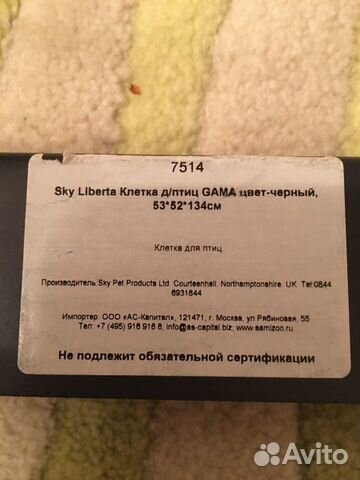 7514
Sky Liberta Клетка д/птиц GAMA цвет-черный,
53*52*134см
Клетка для птиц
Производитель Sky Pet Products Ltd Courteenhall Northamptonshire UK Tel:0844
6931844
Импортер ООО «АС-Капитал», 121471, г. Москва, ул. Рябиновая, 55
Тел: +7 (495) 916 916 6, info@as-capital.biz, www.samizoo.ru
Не подлежит обязательной сертификации
Avito